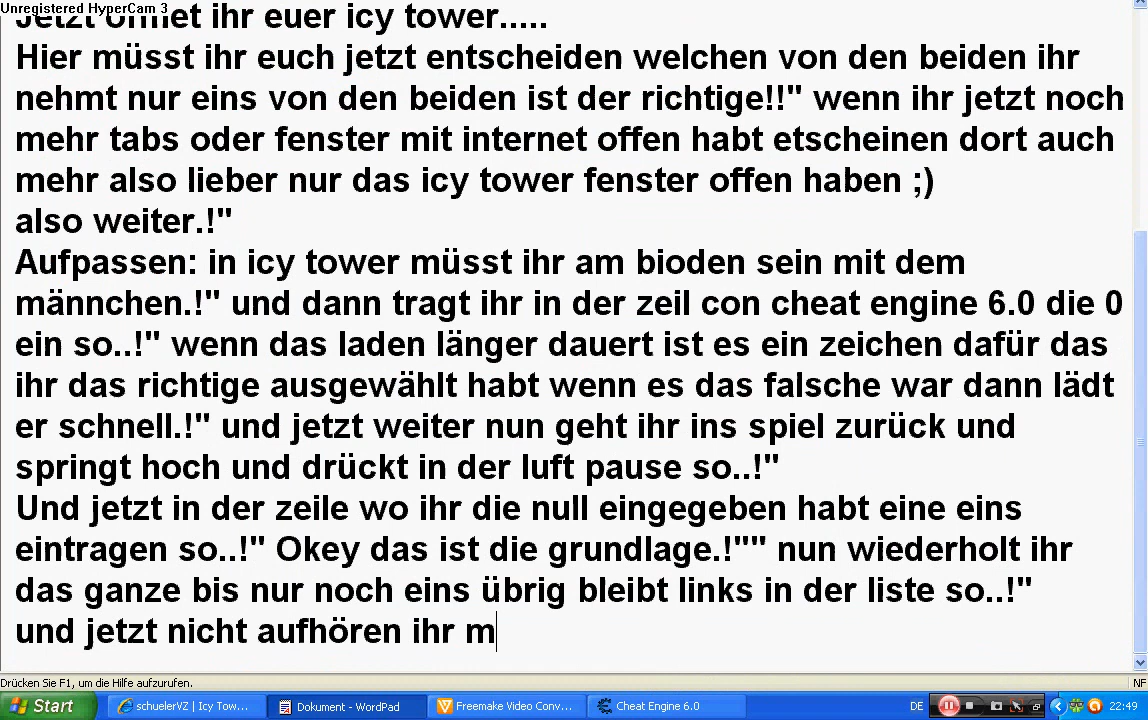 Unregistered HyperCam 3
Jetzt öffnet ihr euer icy tower.....
Hier müsst ihr euch jetzt entscheiden welchen von den beiden ihr
nehmt nur eins von den beiden ist der richtige!!" wenn ihr jetzt noch
mehr tabs oder fenster mit internet offen habt etscheinen dort auch
mehr also lieber nur das icy tower fenster offen haben ;)
also weiter.!"
Aufpassen: in icy tower müsst ihr am bioden sein mit dem
männchen.!" und dann tragt ihr in der zeil con cheat engine 6.0 die 0
ein so..!" wenn das laden länger dauert ist es ein zeichen dafür das
ihr das richtige ausgewählt habt wenn es das falsche war dann lädt
er schnell.!" und jetzt weiter nun geht ihr ins spiel zurück und
springt hoch und drückt in der luft pause so..!"
Und jetzt in der zeile wo ihr die null eingegeben habt eine eins
eintragen so..!" Okey das ist die grundlage.!"" nun wiederholt ihr
das ganze bis nur noch eins übrig bleibt links in der liste so..!"
und jetzt nicht aufhören ihr m
Drücken Sie F1, um die Hilfe aufzurufen. NF
Start schuelerVZ | Icy Tow... Dokument - WordPad Freemake Video Conv... Cheat Engine 6.0 DE 22:49